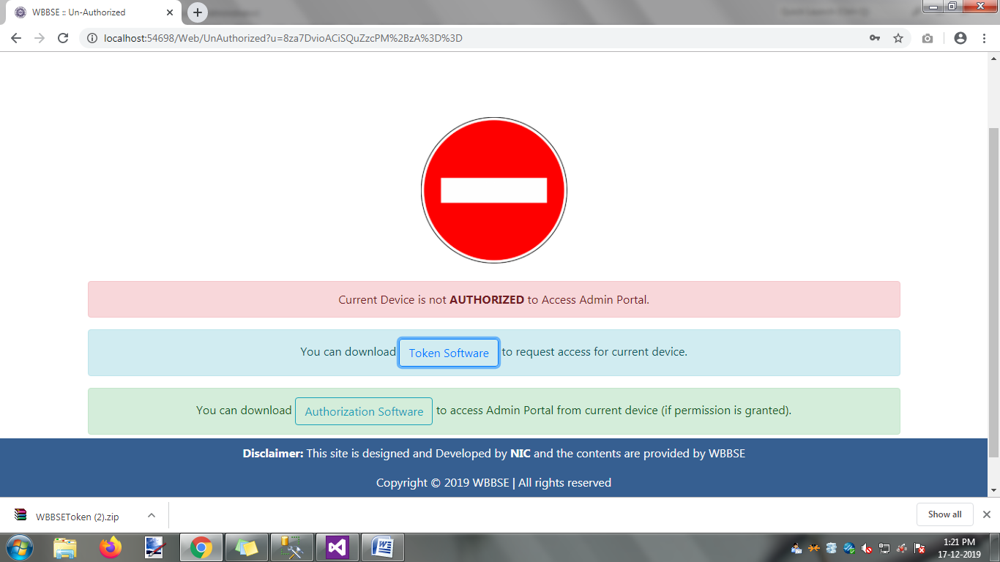 WBBSE :: Un-Authorized
localhost:54698/Web/UnAuthorized?u=8za7DvioACiSQuZzcPM%2BzA%3D%3D
Current Device is not AUTHORIZED to Access Admin Portal.
You can download Token Software to request access for current device.
You can download Authorization Software to access Admin Portal from current device (if permission is granted).
Disclaimer: This site is designed and Developed by NIC and the contents are provided by WBBSE
Copyright © 2019 WBBSE | All rights reserved
WBBSEToken (2).zip
Show all
1:21 PM
17-12-2019